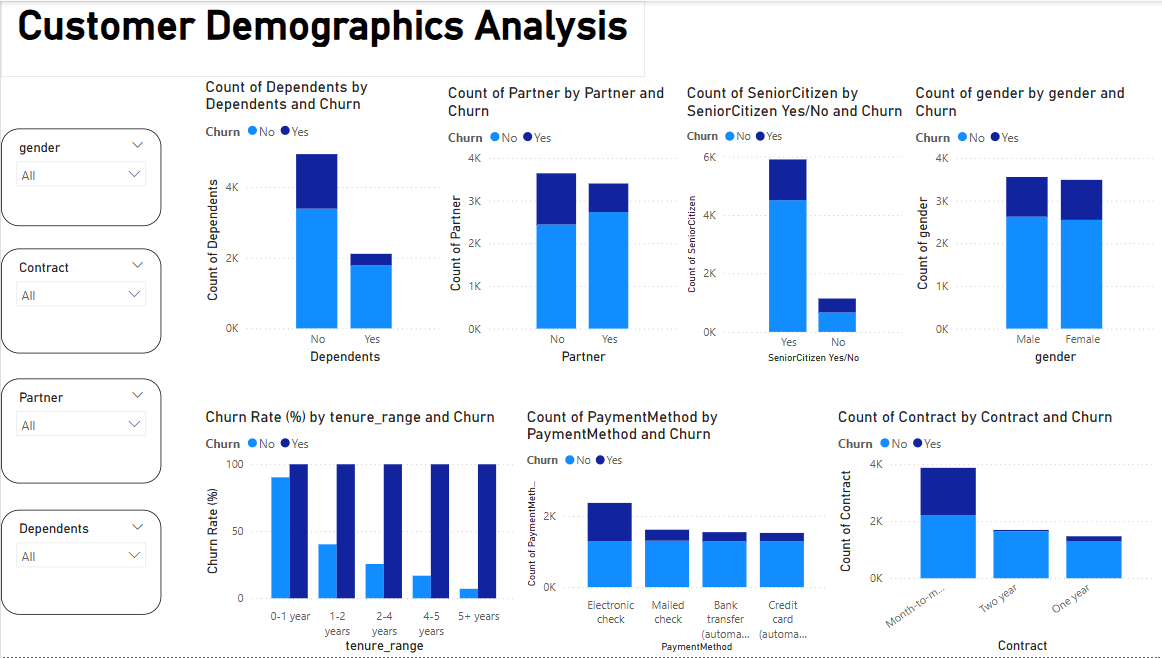 Customer Demographics Analysis
gender
All
Contract
All
Partner
All
Dependents
All
Count of Dependents by
Dependents and Churn
Churn No Yes
Count of Dependents
4K
2K
0K
No Yes
Dependents
Count of Partner by Partner and
Churn
Churn No Yes
Count of Partner
4K
3K
2K
1K
0K
No Yes
Partner
Count of SeniorCitizen by
SeniorCitizen Yes/No and Churn
Churn No Yes
Count of SeniorCitizen
6K
4K
2K
0K
Yes No
SeniorCitizen Yes/No
Count of gender by gender and
Churn
Churn No Yes
Count of gender
4K
3K
2K
1K
0K
Male Female
gender
Churn Rate (%) by tenure_range and Churn
Churn No Yes
Churn Rate (%)
100
50
0
0-1 year 1-2 2-4 4-5 5+ years
years years years
tenure_range
Count of PaymentMethod by
PaymentMethod and Churn
Churn No Yes
Count of PaymentMeth...
2K
0K
Electronic Mailed Bank Credit
check check transfer card
(automa... (automa...
PaymentMethod
Count of Contract by Contract and Churn
Churn No Yes
Count of Contract
4K
2K
0K
Month-to-m... Two year One year
Contract